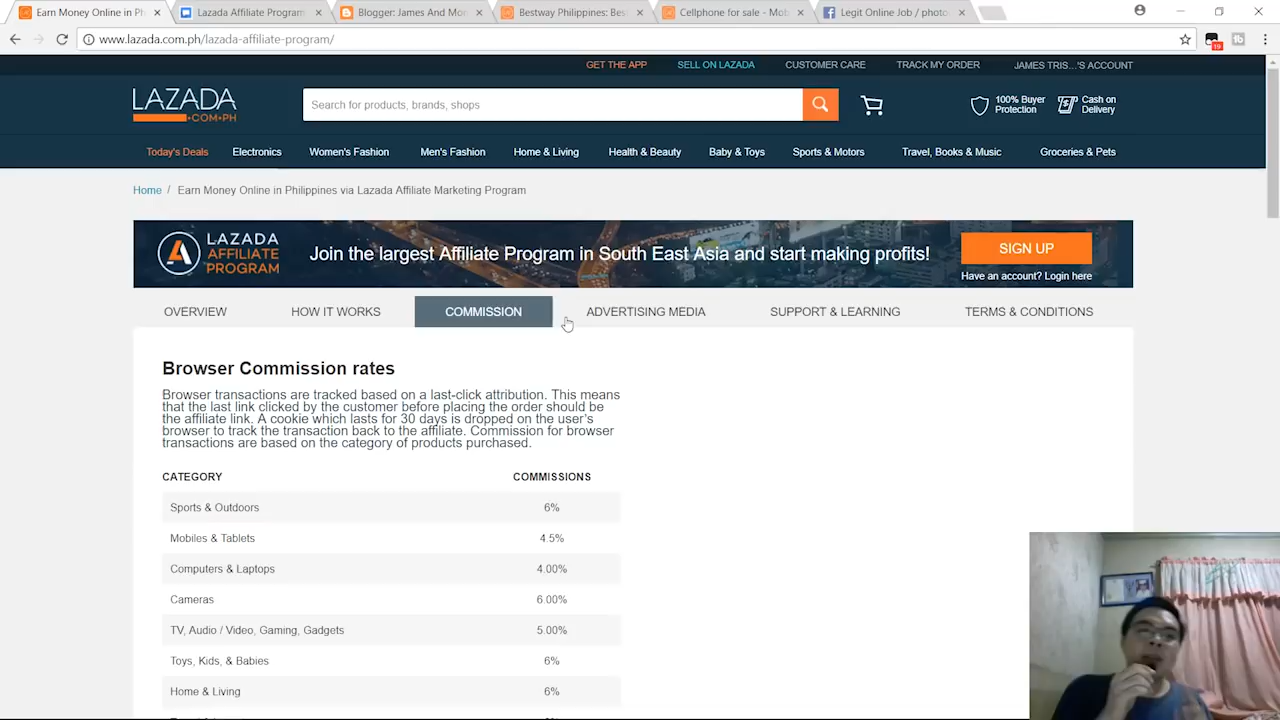 Earn Money Online in Ph
Lazada Affiliate Program
Blogger: James And Mon
Bestway Philippines: Bes
Cellphone for sale - Mob
Legit Online Job / photo
www.lazada.com.ph/lazada-affiliate-program/
19
GET THE APP
SELL ON LAZADA
CUSTOMER CARE
TRACK MY ORDER
JAMES TRIS...'S ACCOUNT
LAZADA
.COM.PH
Search for products, brands, shops
100% Buyer
Protection
Cash on
Delivery
Today's Deals
Electronics
Women's Fashion
Men's Fashion
Home & Living
Health & Beauty
Baby & Toys
Sports & Motors
Travel, Books & Music
Groceries & Pets
Home / Earn Money Online in Philippines via Lazada Affiliate Marketing Program
LAZADA
AFFILIATE
PROGRAM
Join the largest Affiliate Program in South East Asia and start making profits!
SIGN UP
Have an account? Login here
OVERVIEW
HOW IT WORKS
COMMISSION
ADVERTISING MEDIA
SUPPORT & LEARNING
TERMS & CONDITIONS
Browser Commission rates
Browser transactions are tracked based on a last-click attribution. This means
that the last link clicked by the customer before placing the order should be
the affiliate link. A cookie which lasts for 30 days is dropped on the user's
browser to track the transaction back to the affiliate. Commission for browser
transactions are based on the category of products purchased.
CATEGORY COMMISSIONS
Sports & Outdoors 6%
Mobiles & Tablets 4.5%
Computers & Laptops 4.00%
Cameras 6.00%
TV, Audio / Video, Gaming, Gadgets 5.00%
Toys, Kids, & Babies 6%
Home & Living 6%